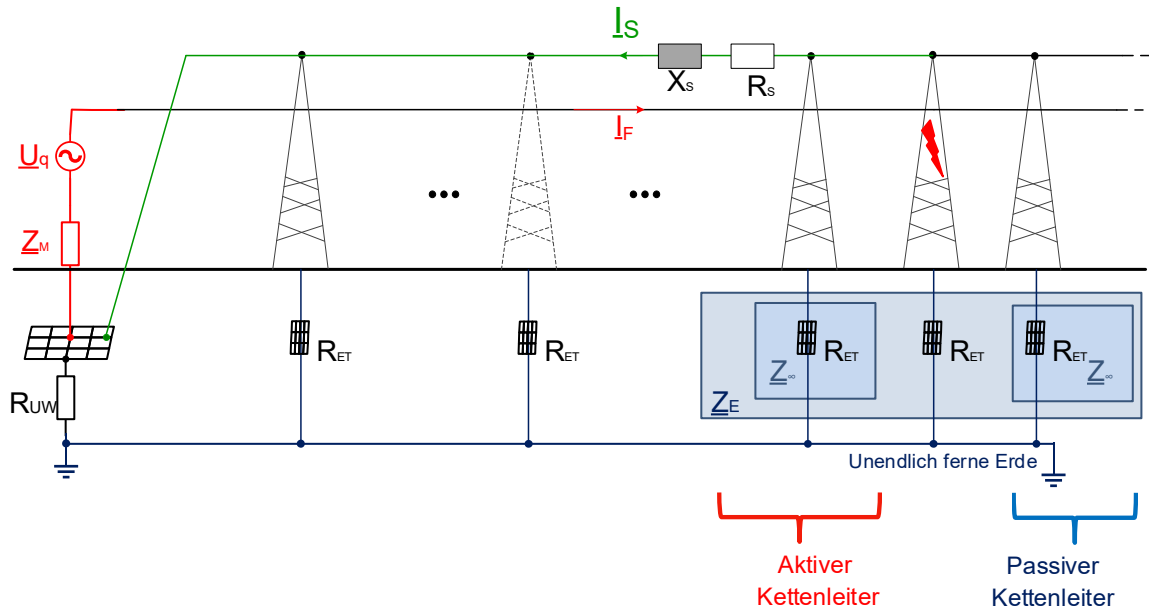 I_S
X_S
R_S
I_F
U_q
Z_M
R_ET
R_ET
R_ET
R_ET
R_ET
Z_∞
Z_∞
R_UW
Z_E
Unendlich ferne Erde
Aktiver
Kettenleiter
Passiver
Kettenleiter